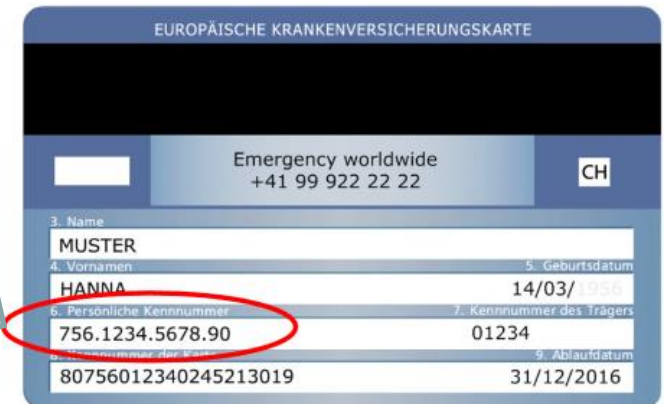 EUROPÄISCHE KRANKENVERSICHERUNGSKARTE
Emergency worldwide
+41 99 922 22 22
CH
3. Name
MUSTER
4. Vornamen 5. Geburtsdatum
HANNA 14/03/1956
6. Persönliche Kennnummer 7. Kennnummer des Trägers
756.1234.5678.90 01234
8. Kennnummer der Karte 9. Ablaufdatum
80756012340245213019 31/12/2016